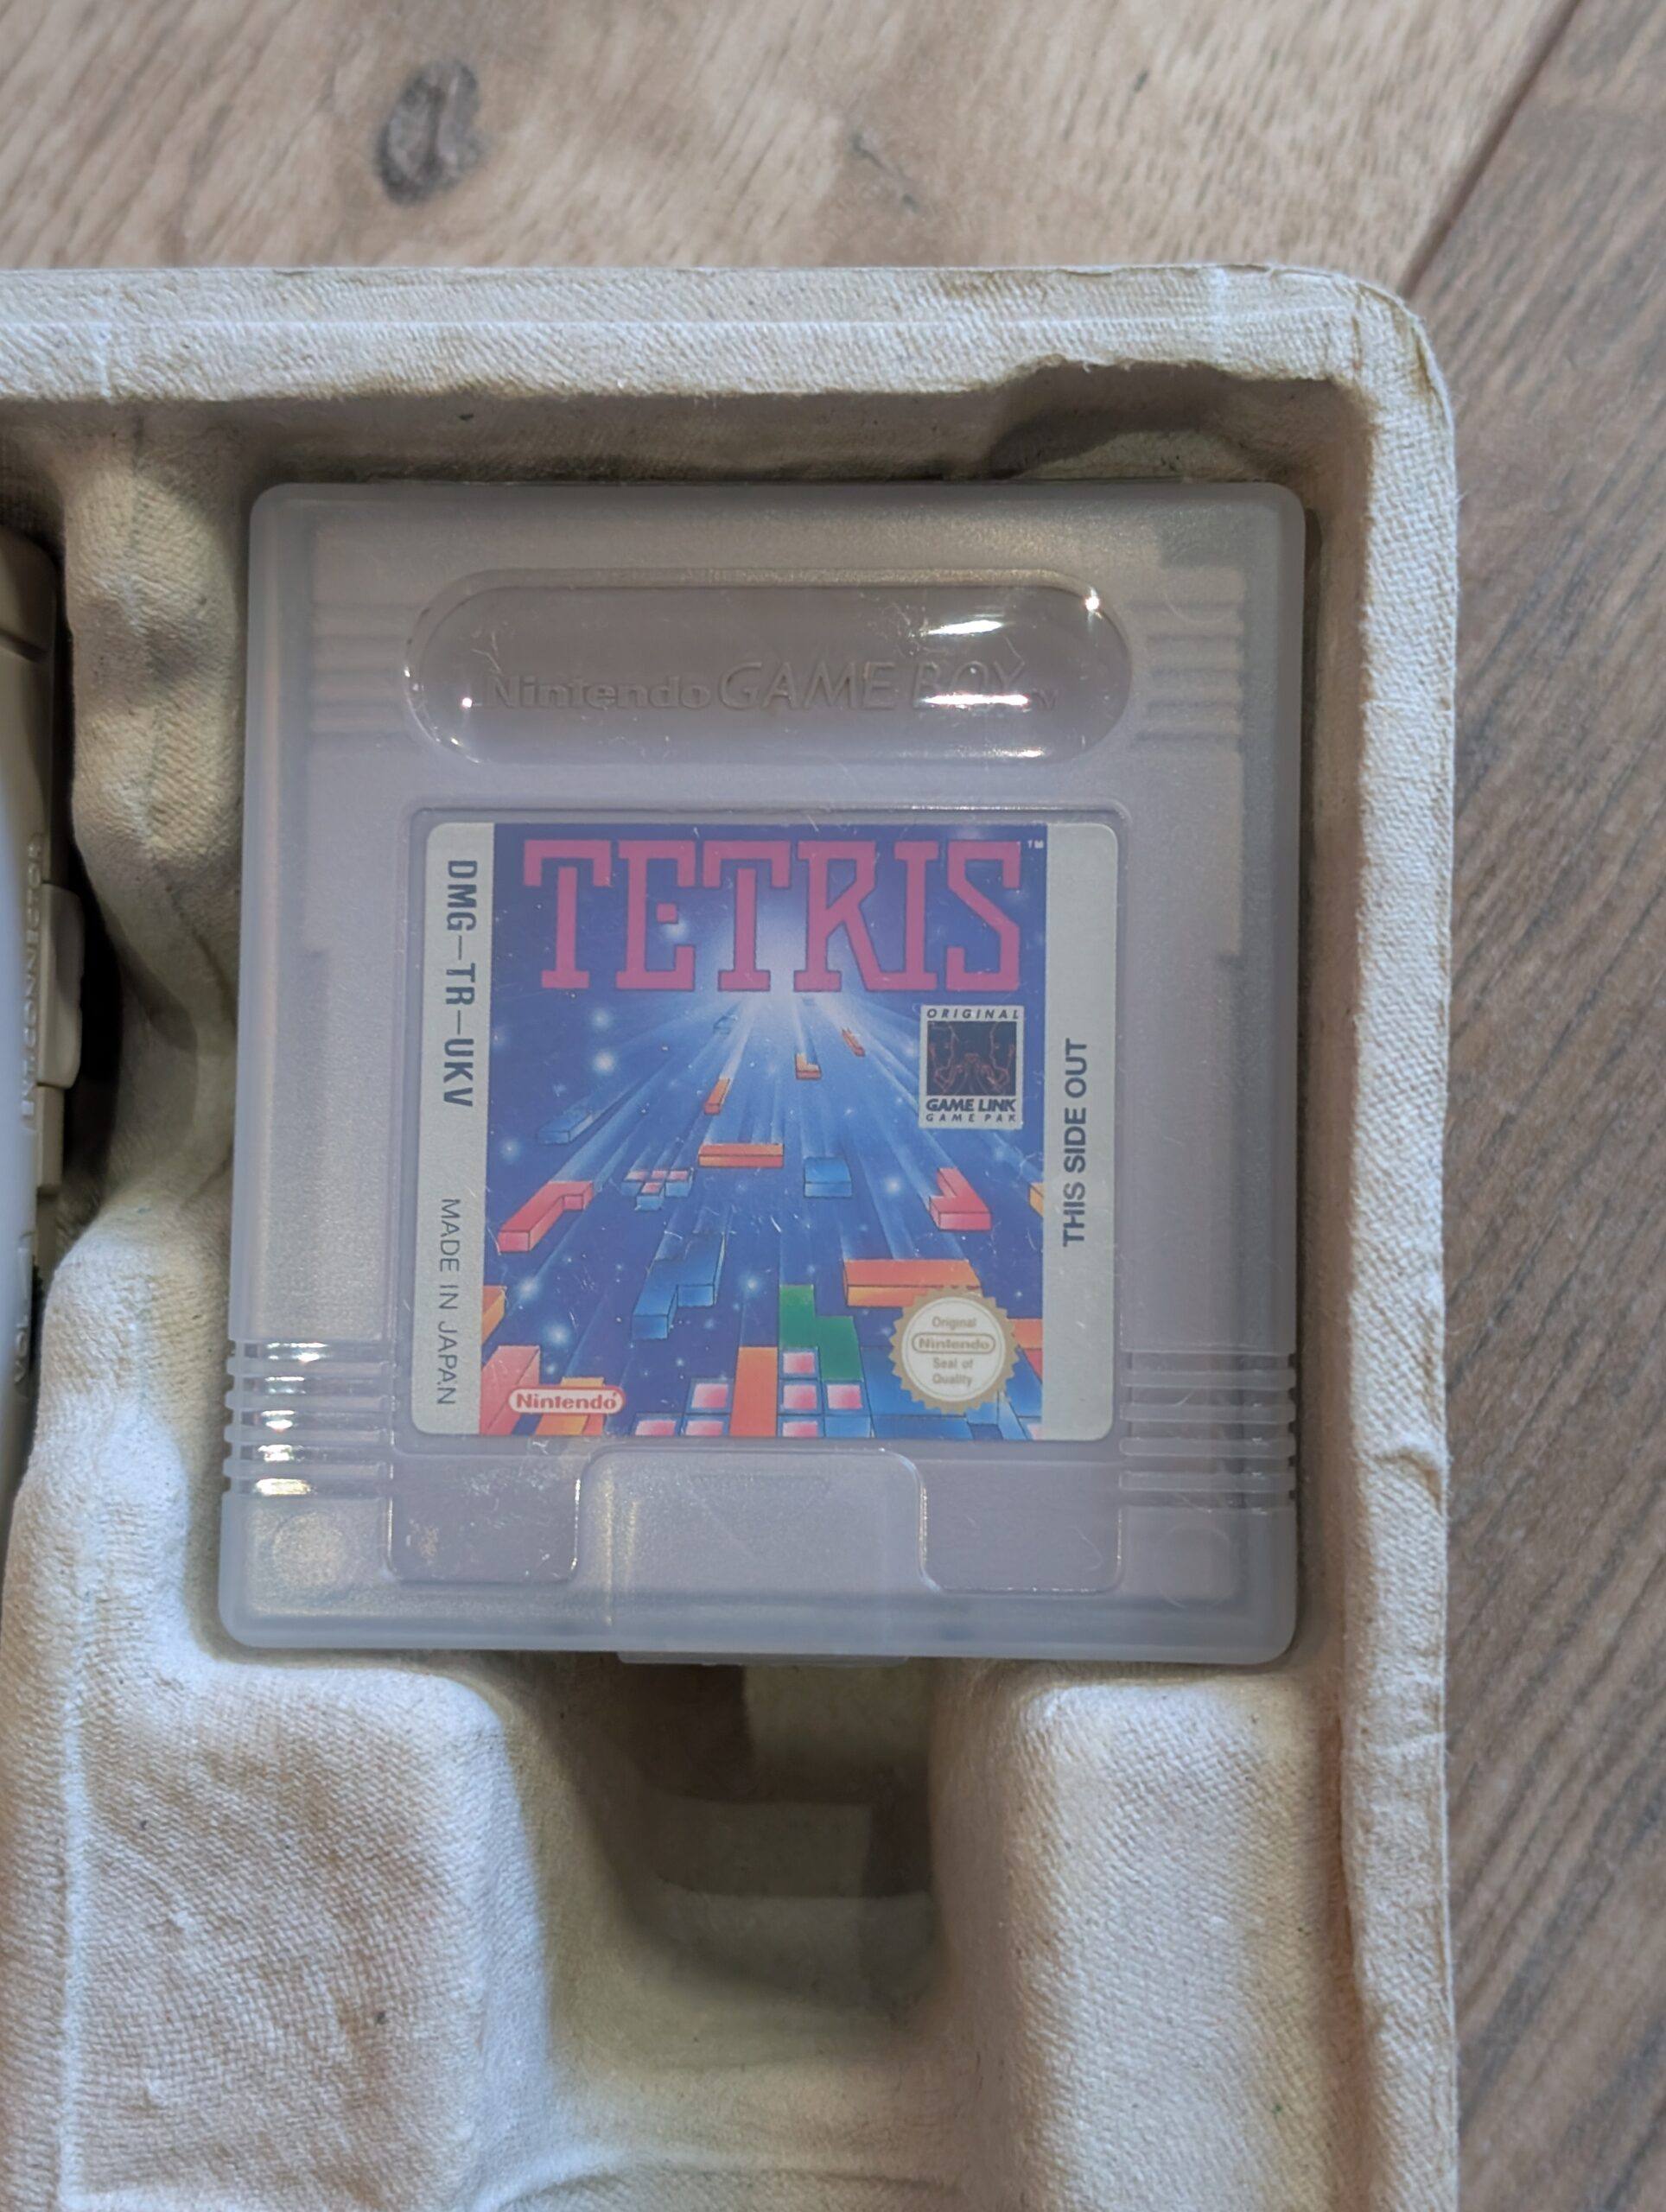 Nintendo GAME BOY TM
TETRIS TM
DMG-TR-UKV
MADE IN JAPAN
ORIGINAL
GAME LINK
GAME PAK
THIS SIDE OUT
Original
Nintendo
Seal of
Quality
Nintendo